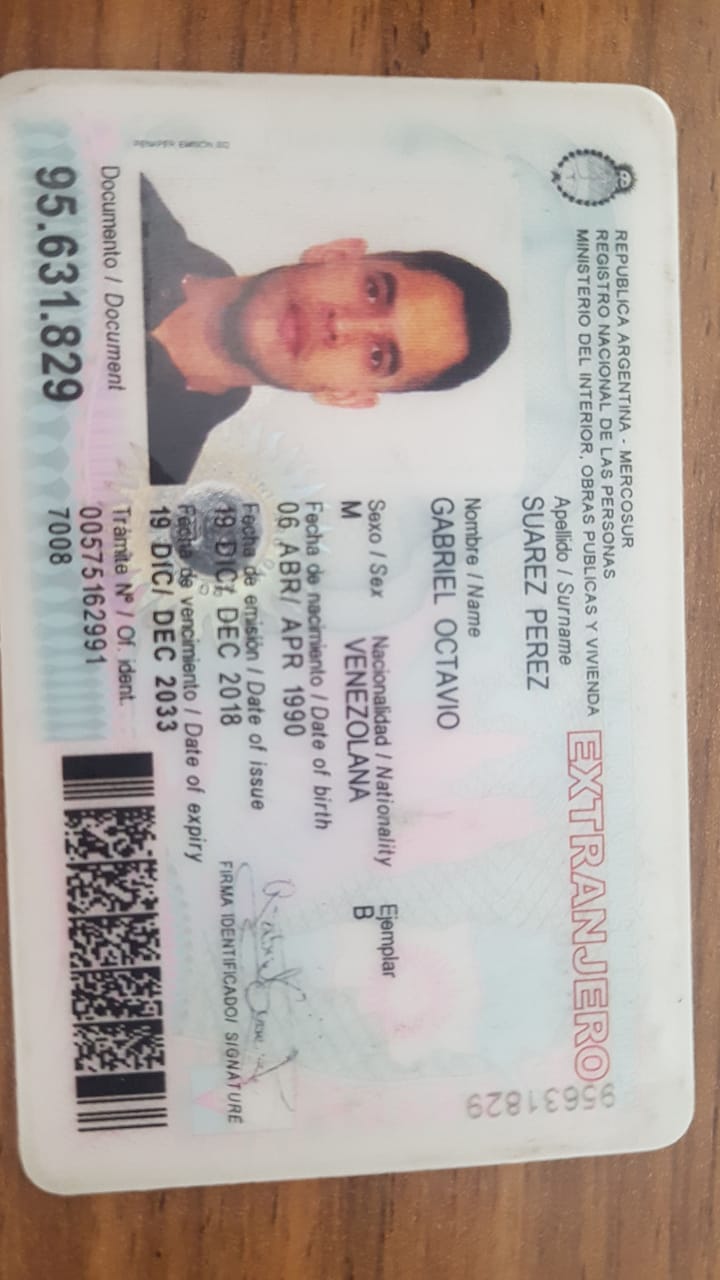 REPUBLICA ARGENTINA - MERCOSUR
REGISTRO NACIONAL DE LAS PERSONAS
MINISTERIO DEL INTERIOR, OBRAS PUBLICAS Y VIVIENDA
EXTRANJERO
Apellido / Surname
SUAREZ PEREZ
Nombre / Name
GABRIEL OCTAVIO
Sexo / Sex Nacionalidad / Nationality Ejemplar
M VENEZOLANA B
Fecha de nacimiento / Date of birth
06 ABR/ APR 1990
Fecha de emisión / Date of issue
19 DIC/ DEC 2018
Fecha de vencimiento / Date of expiry
19 DIC/ DEC 2033
FIRMA IDENTIFICADO/ SIGNATURE
Documento / Document
95.631.829
Trámite Nº / Of. ident.
00575162991
7008
95631829